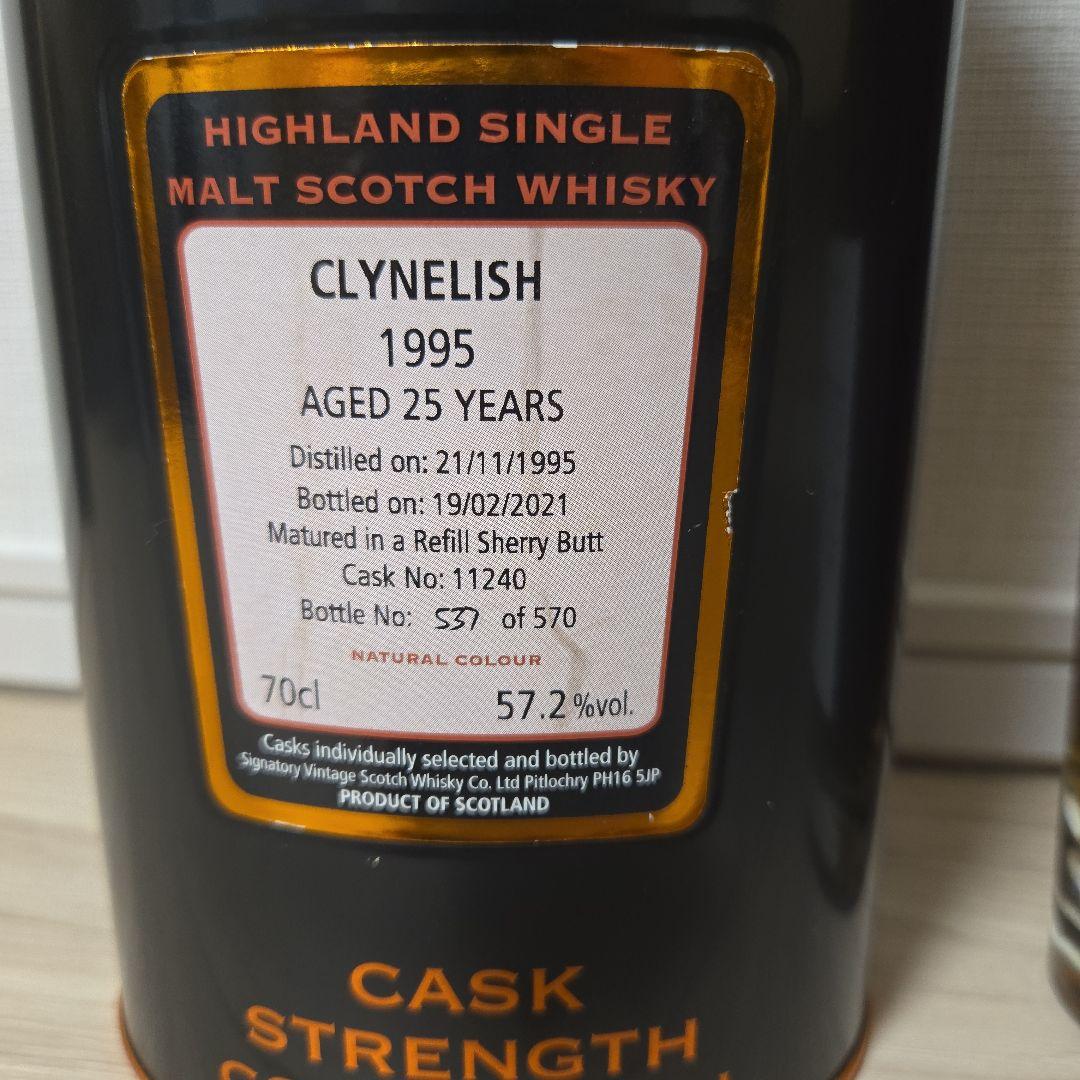 HIGHLAND SINGLE
MALT SCOTCH WHISKY
CLYNELISH
1995
AGED 25 YEARS
Distilled on: 21/11/1995
Bottled on: 19/02/2021
Matured in a Refill Sherry Butt
Cask No: 11240
Bottle No: 537 of 570
NATURAL COLOUR
70cl 57.2 %vol.
Casks individually selected and bottled by
Signatory Vintage Scotch Whisky Co. Ltd Pitlochry PH16 5JP
PRODUCT OF SCOTLAND
CASK
STRENGTH